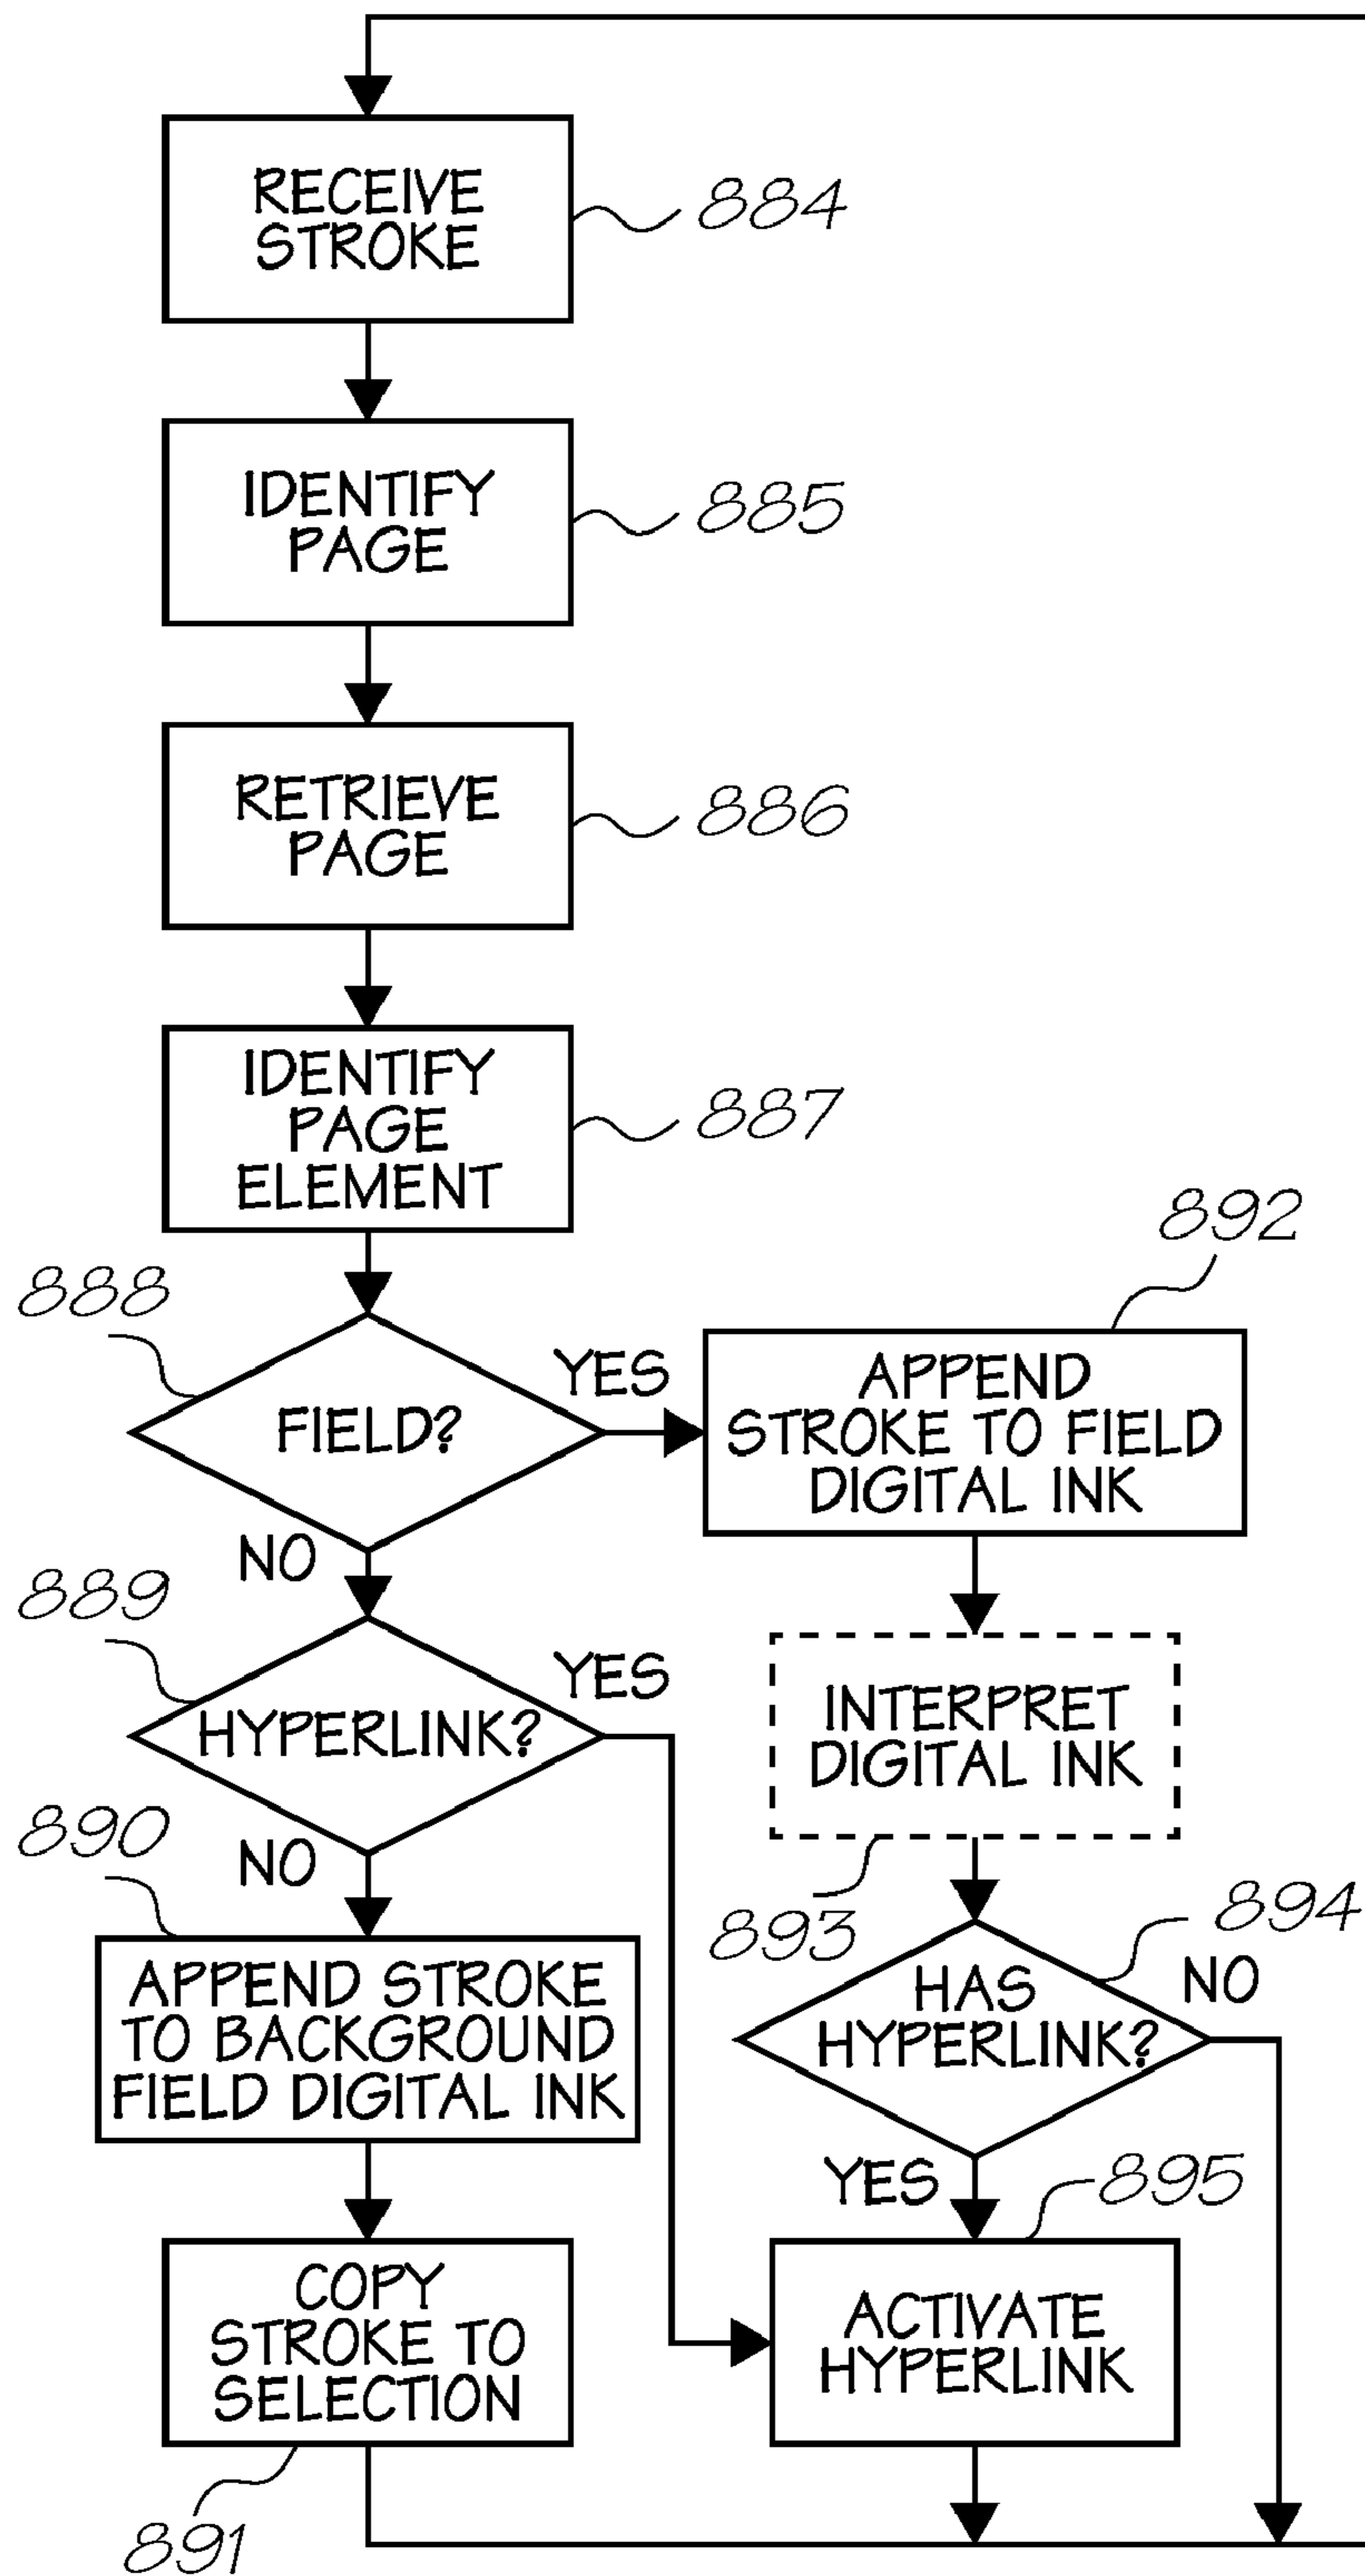 RECEIVE
STROKE
884
IDENTIFY
PAGE
885
RETRIEVE
PAGE
886
IDENTIFY
PAGE
ELEMENT
887
888
FIELD?
YES
NO
892
APPEND
STROKE TO FIELD
DIGITAL INK
889
HYPERLINK?
YES
NO
INTERPRET
DIGITAL INK
893
890
APPEND STROKE
TO BACKGROUND
FIELD DIGITAL INK
894
HAS
HYPERLINK?
NO
YES
895
COPY
STROKE TO
SELECTION
891
ACTIVATE
HYPERLINK